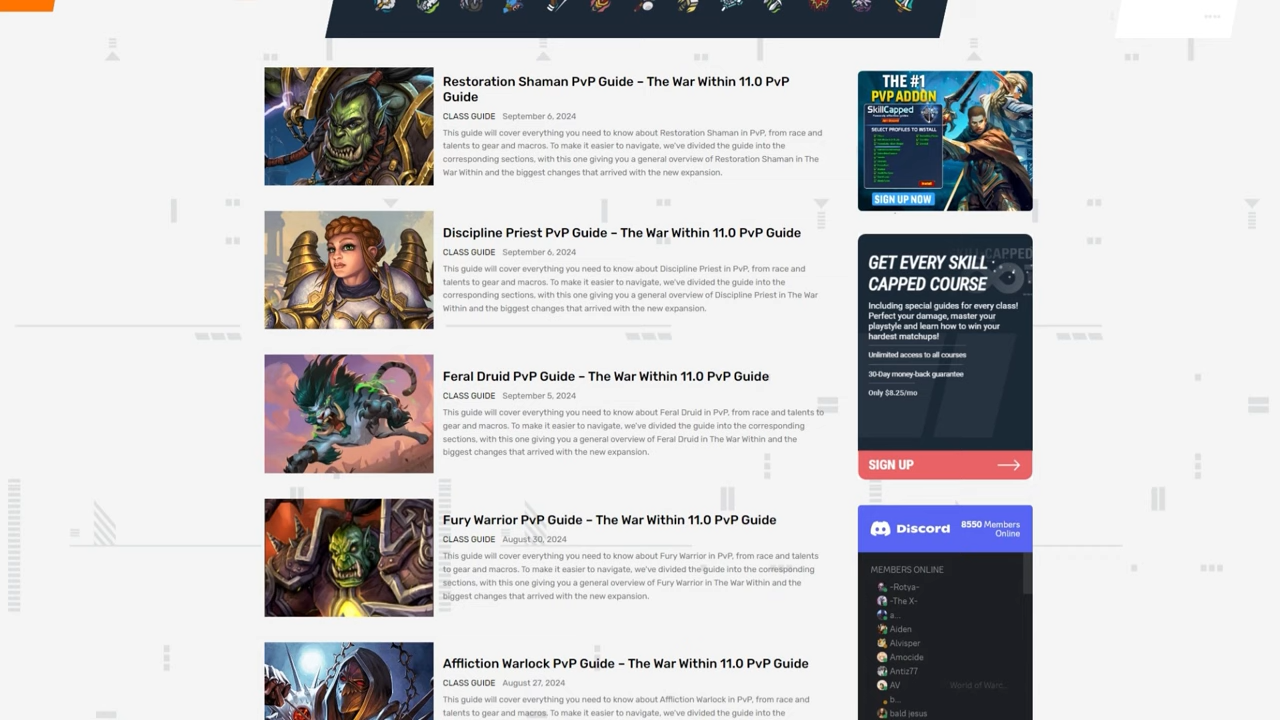 Restoration Shaman PvP Guide – The War Within 11.0 PvP
Guide
CLASS GUIDE September 6, 2024
This guide will cover everything you need to know about Restoration Shaman in PvP, from race and
talents to gear and macros. To make it easier to navigate, we've divided the guide into the
corresponding sections, with this one giving you a general overview of Restoration Shaman in The
War Within and the biggest changes that arrived with the new expansion.
Discipline Priest PvP Guide – The War Within 11.0 PvP Guide
CLASS GUIDE September 6, 2024
This guide will cover everything you need to know about Discipline Priest in PvP, from race and
talents to gear and macros. To make it easier to navigate, we've divided the guide into the
corresponding sections, with this one giving you a general overview of Discipline Priest in The War
Within and the biggest changes that arrived with the new expansion.
Feral Druid PvP Guide – The War Within 11.0 PvP Guide
CLASS GUIDE September 5, 2024
This guide will cover everything you need to know about Feral Druid in PvP, from race and talents to
gear and macros. To make it easier to navigate, we've divided the guide into the corresponding
sections, with this one giving you a general overview of Feral Druid in The War Within and the
biggest changes that arrived with the new expansion.
Fury Warrior PvP Guide – The War Within 11.0 PvP Guide
CLASS GUIDE August 30, 2024
This guide will cover everything you need to know about Fury Warrior in PvP, from race and talents
to gear and macros. To make it easier to navigate, we've divided the guide into the corresponding
sections, with this one giving you a general overview of Fury Warrior in The War Within and the
biggest changes that arrived with the new expansion.
Affliction Warlock PvP Guide – The War Within 11.0 PvP Guide
CLASS GUIDE August 27, 2024
This guide will cover everything you need to know about Affliction Warlock in PvP, from race and
talents to gear and macros. To make it easier to navigate, we've divided the guide into the
THE #1
PVP ADDON
SkillCapped
SELECT PROFILES TO INSTALL
SIGN UP NOW
SKILL CAPPED
GET EVERY SKILL
CAPPED COURSE
Including special guides for every class!
Perfect your damage, master your
playstyle and learn how to win your
hardest matchups!
Unlimited access to all courses
30-Day money-back guarantee
Only $8.25/mo
SIGN UP
Discord 8550 Members
Online
MEMBERS ONLINE
-Rotya-
-The X-
a...
Aiden
Alvisper
Amocide
Antiz77
AV World of Warc...
b...
bald jesus